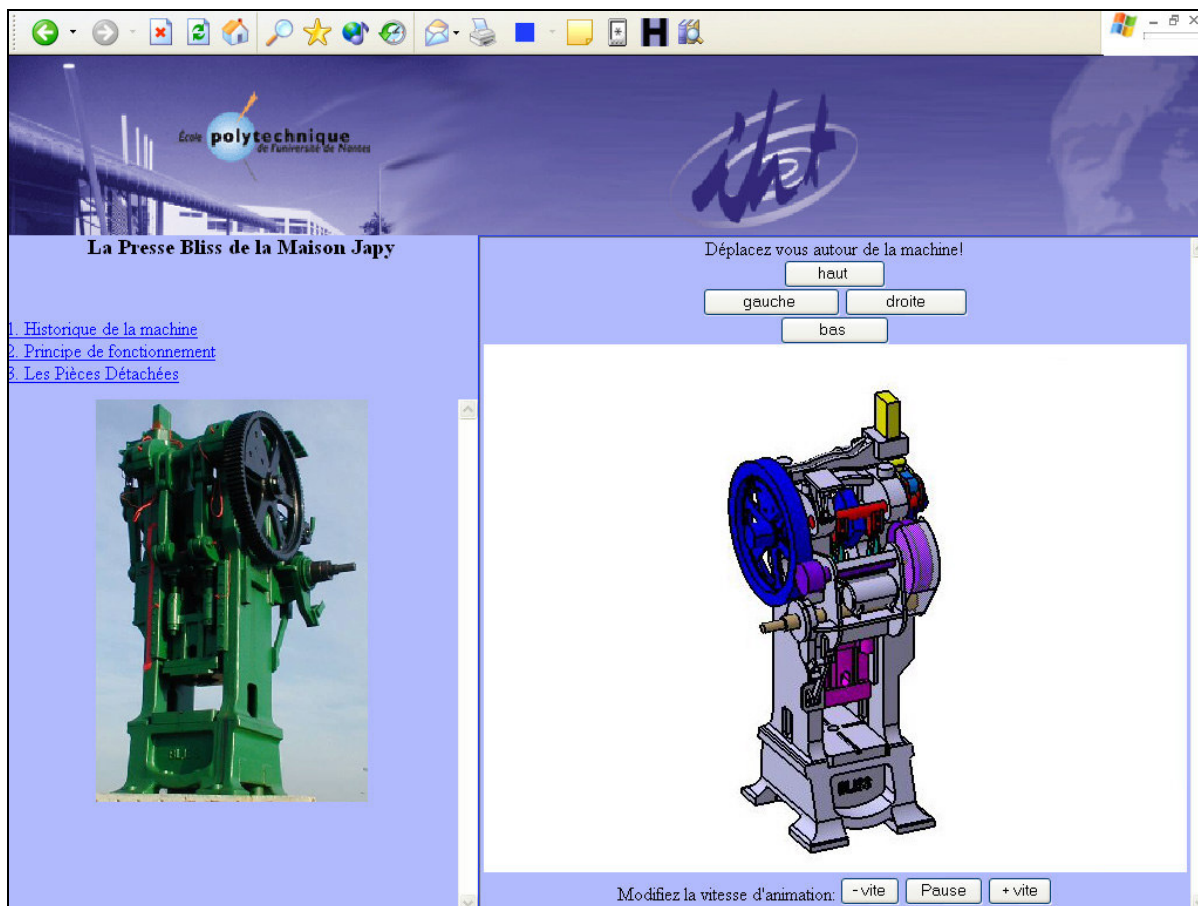 École polytechnique
de l'université de Nantes
iht
La Presse Bliss de la Maison Japy
1. Historique de la machine
2. Principe de fonctionnement
3. Les Pièces Détachées
Déplacez vous autour de la machine!
haut
gauche droite
bas
BLISS
Modifiez la vitesse d'animation: - vite Pause + vite